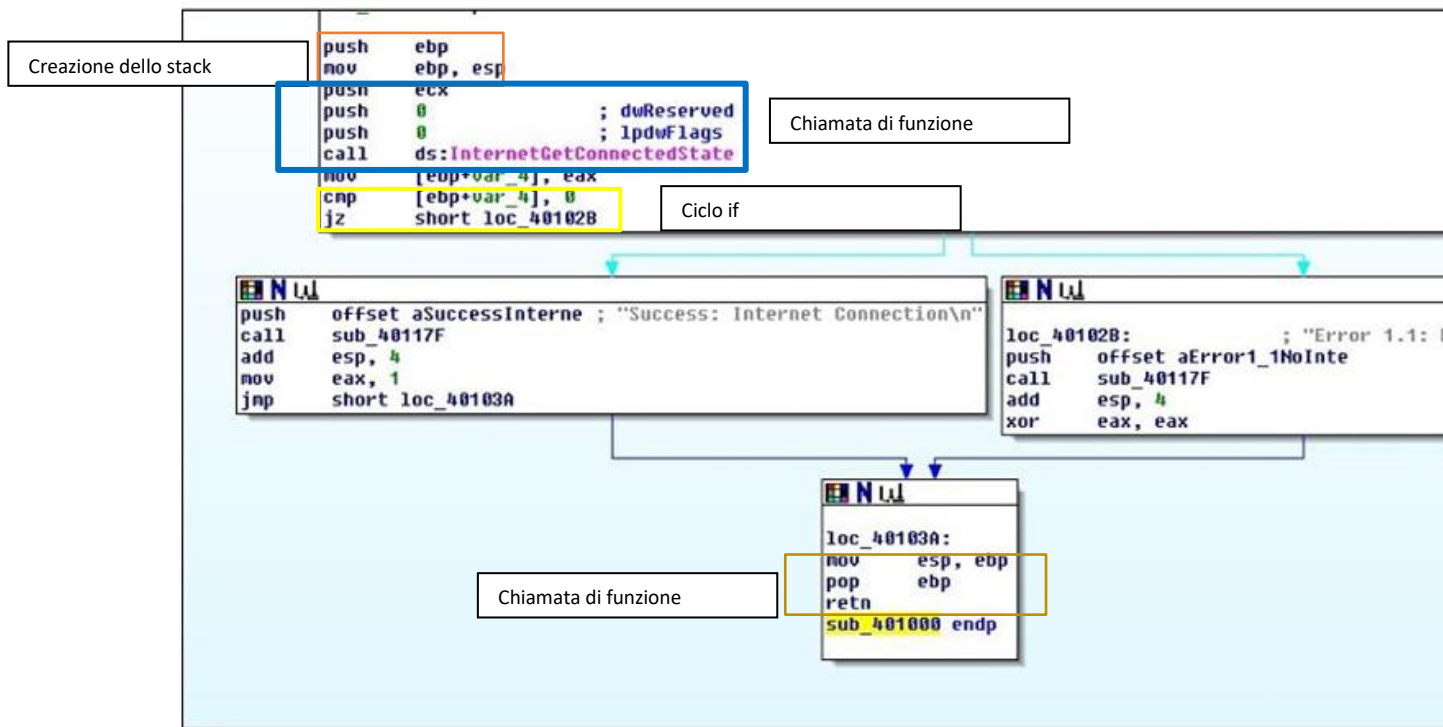 Creazione dello stack
push ebp
mov ebp, esp
push ecx
push 0 ; dwReserved
push 0 ; lpdwFlags
call ds:InternetGetConnectedState
mov [ebp+var_4], eax
cmp [ebp+var_4], 0
jz short loc_40102B
Chiamata di funzione
Ciclo if
push offset aSuccessInterne ; "Success: Internet Connection\n"
call sub_40117F
add esp, 4
mov eax, 1
jmp short loc_40103A
loc_40102B: ; "Error 1.1:
push offset aError1_1NoInte
call sub_40117F
add esp, 4
xor eax, eax
Chiamata di funzione
loc_40103A:
mov esp, ebp
pop ebp
retn
sub_401000 endp